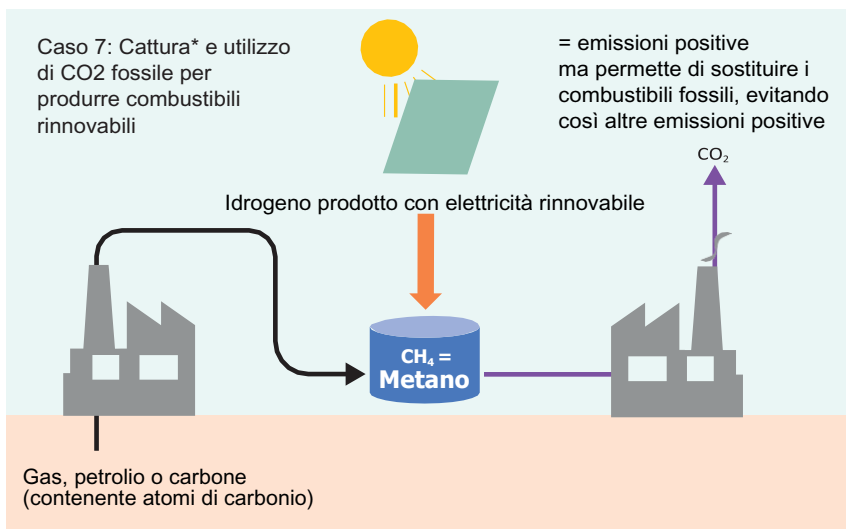 Caso 7: Cattura* e utilizzo
di CO2 fossile per
produrre combustibili
rinnovabili
= emissioni positive
ma permette di sostituire i
combustibili fossili, evitando
così altre emissioni positive
CO₂
Idrogeno prodotto con elettricità rinnovabile
CH₄ =
Metano
Gas, petrolio o carbone
(contenente atomi di carbonio)